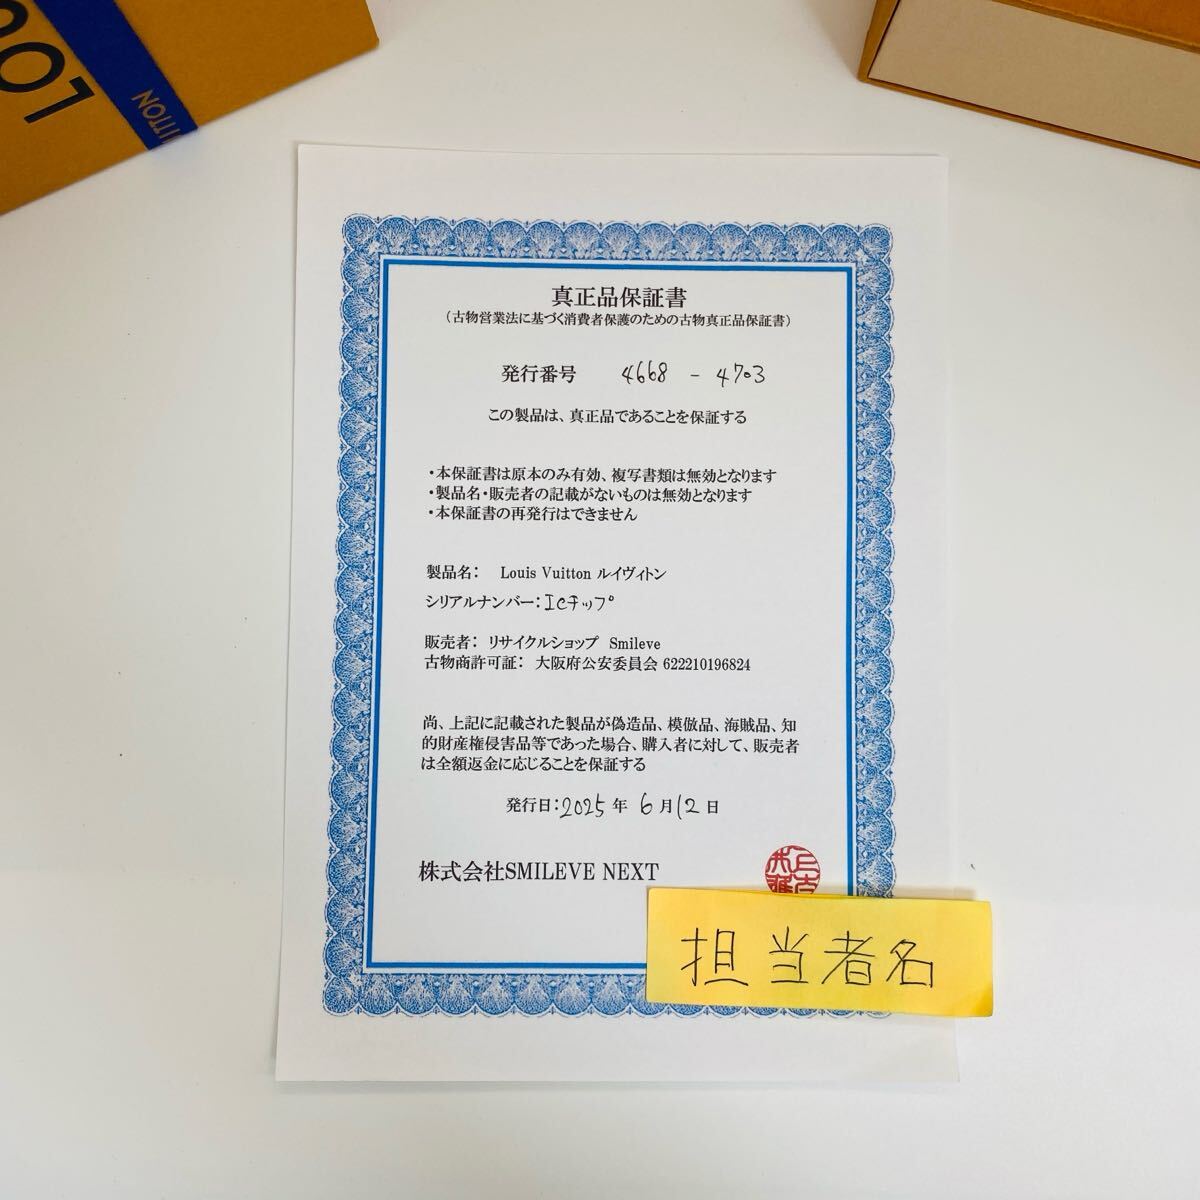 LOU
ITTON
真正品保証書
(古物営業法に基づく消費者保護のための古物真正品保証書)
発行番号 4668 - 4703
この製品は、真正品であることを保証する
・本保証書は原本のみ有効、複写書類は無効となります
・製品名・販売者の記載がないものは無効となります
・本保証書の再発行はできません
製品名： Louis Vuitton ルイヴィトン
シリアルナンバー：ICチップ
販売者： リサイクルショップ Smileve
古物商許可証： 大阪府公安委員会 622210196824
尚、上記に記載された製品が偽造品、模倣品、海賊品、知
的財産権侵害品等であった場合、購入者に対して、販売者
は全額返金に応じることを保証する
発行日：2025年 6月12日
株式会社SMILEVE NEXT
担当者名